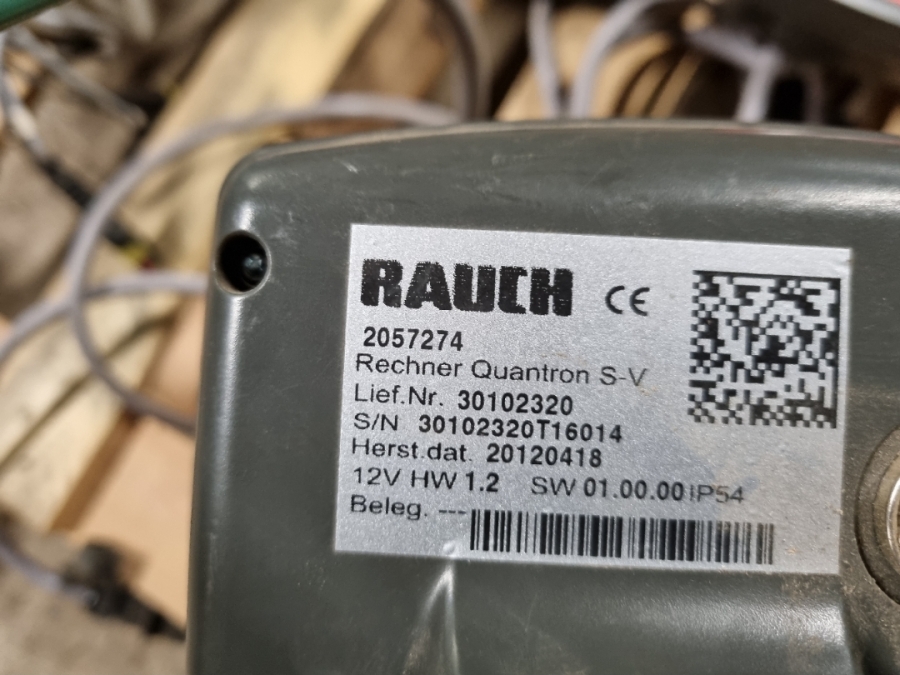 RAUCH CE
2057274
Rechner Quantron S-V
Lief.Nr. 30102320
S/N 30102320T16014
Herst.dat. 20120418
12V HW 1.2 SW 01.00.00 IP54
Beleg. ---